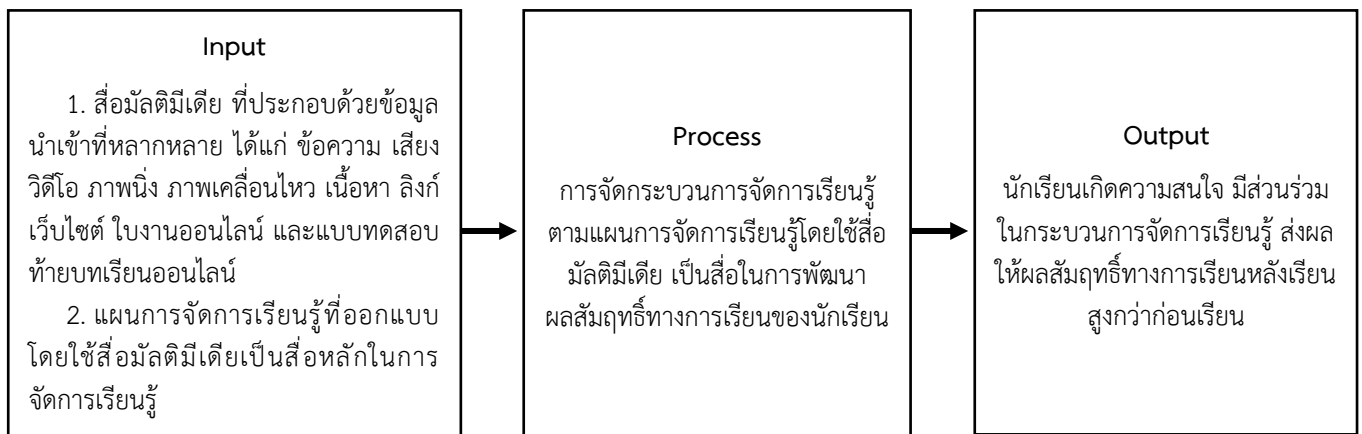 Input
1. สื่อมัลติมีเดีย ที่ประกอบด้วยข้อมูล
นำเข้าที่หลากหลาย ได้แก่ ข้อความ เสียง
วิดีโอ ภาพนิ่ง ภาพเคลื่อนไหว เนื้อหา ลิงก์
เว็บไซต์ ใบงานออนไลน์ และแบบทดสอบ
ท้ายบทเรียนออนไลน์
2. แผนการจัดการเรียนรู้ที่ออกแบบ
โดยใช้สื่อมัลติมีเดียเป็นสื่อหลักในการ
จัดการเรียนรู้
Process
การจัดกระบวนการจัดการเรียนรู้
ตามแผนการจัดการเรียนรู้โดยใช้สื่อ
มัลติมีเดีย เป็นสื่อในการพัฒนา
ผลสัมฤทธิ์ทางการเรียนของนักเรียน
Output
นักเรียนเกิดความสนใจ มีส่วนร่วม
ในกระบวนการจัดการเรียนรู้ ส่งผล
ให้ผลสัมฤทธิ์ทางการเรียนหลังเรียน
สูงกว่าก่อนเรียน